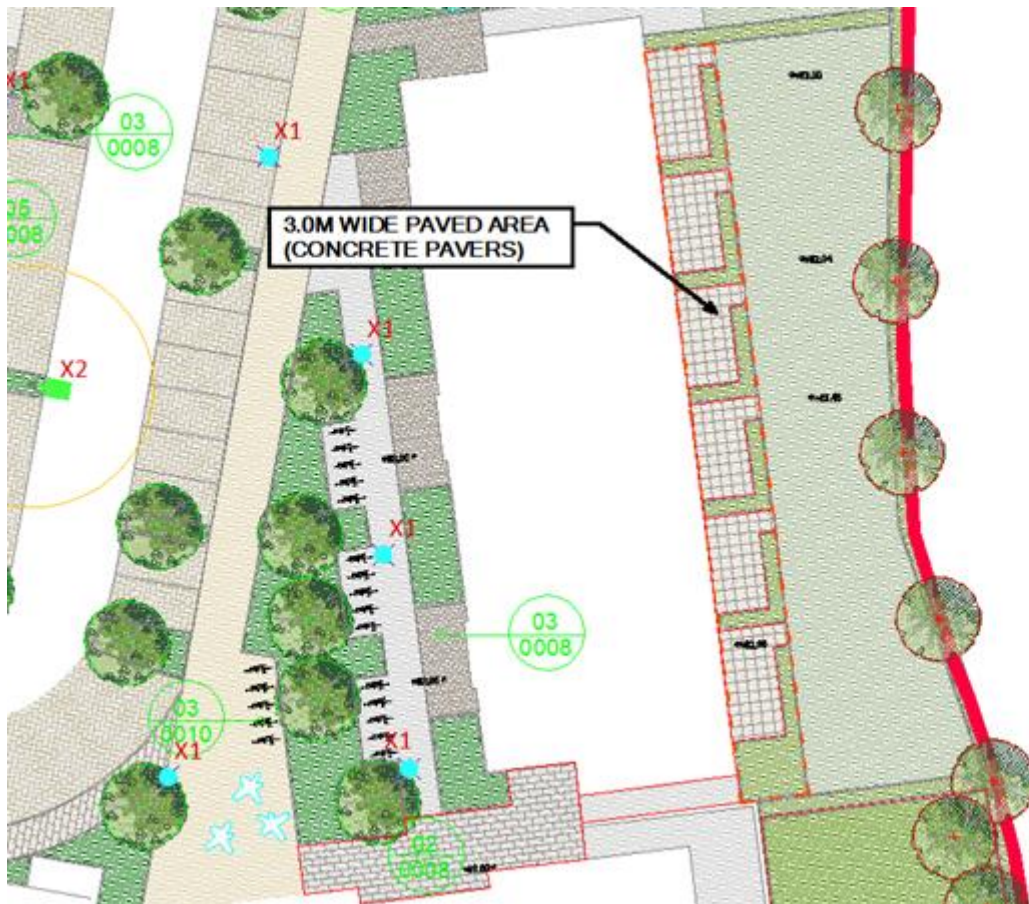 X1
03
0008
X1
05
008
3.0M WIDE PAVED AREA
(CONCRETE PAVERS)
X1
X2
X1
03
0008
03
0010
X1
X1
02
0008